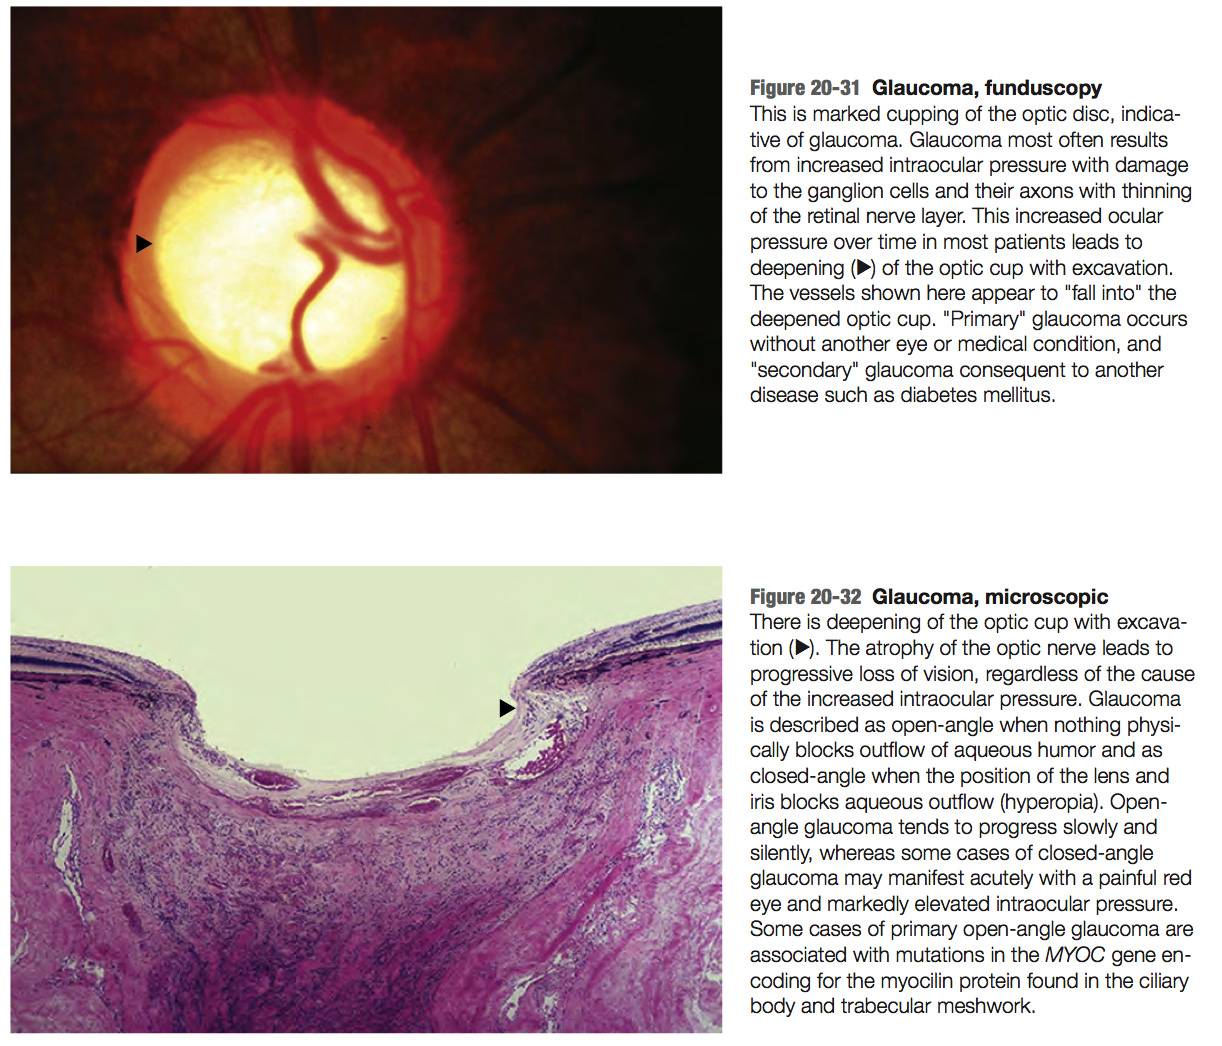 Figure 20-31 Glaucoma, funduscopy
This is marked cupping of the optic disc, indica-
tive of glaucoma. Glaucoma most often results
from increased intraocular pressure with damage
to the ganglion cells and their axons with thinning
of the retinal nerve layer. This increased ocular
pressure over time in most patients leads to
deepening (▶) of the optic cup with excavation.
The vessels shown here appear to "fall into" the
deepened optic cup. "Primary" glaucoma occurs
without another eye or medical condition, and
"secondary" glaucoma consequent to another
disease such as diabetes mellitus.
Figure 20-32 Glaucoma, microscopic
There is deepening of the optic cup with excava-
tion (▶). The atrophy of the optic nerve leads to
progressive loss of vision, regardless of the cause
of the increased intraocular pressure. Glaucoma
is described as open-angle when nothing physi-
cally blocks outflow of aqueous humor and as
closed-angle when the position of the lens and
iris blocks aqueous outflow (hyperopia). Open-
angle glaucoma tends to progress slowly and
silently, whereas some cases of closed-angle
glaucoma may manifest acutely with a painful red
eye and markedly elevated intraocular pressure.
Some cases of primary open-angle glaucoma are
associated with mutations in the MYOC gene en-
coding for the myocilin protein found in the ciliary
body and trabecular meshwork.